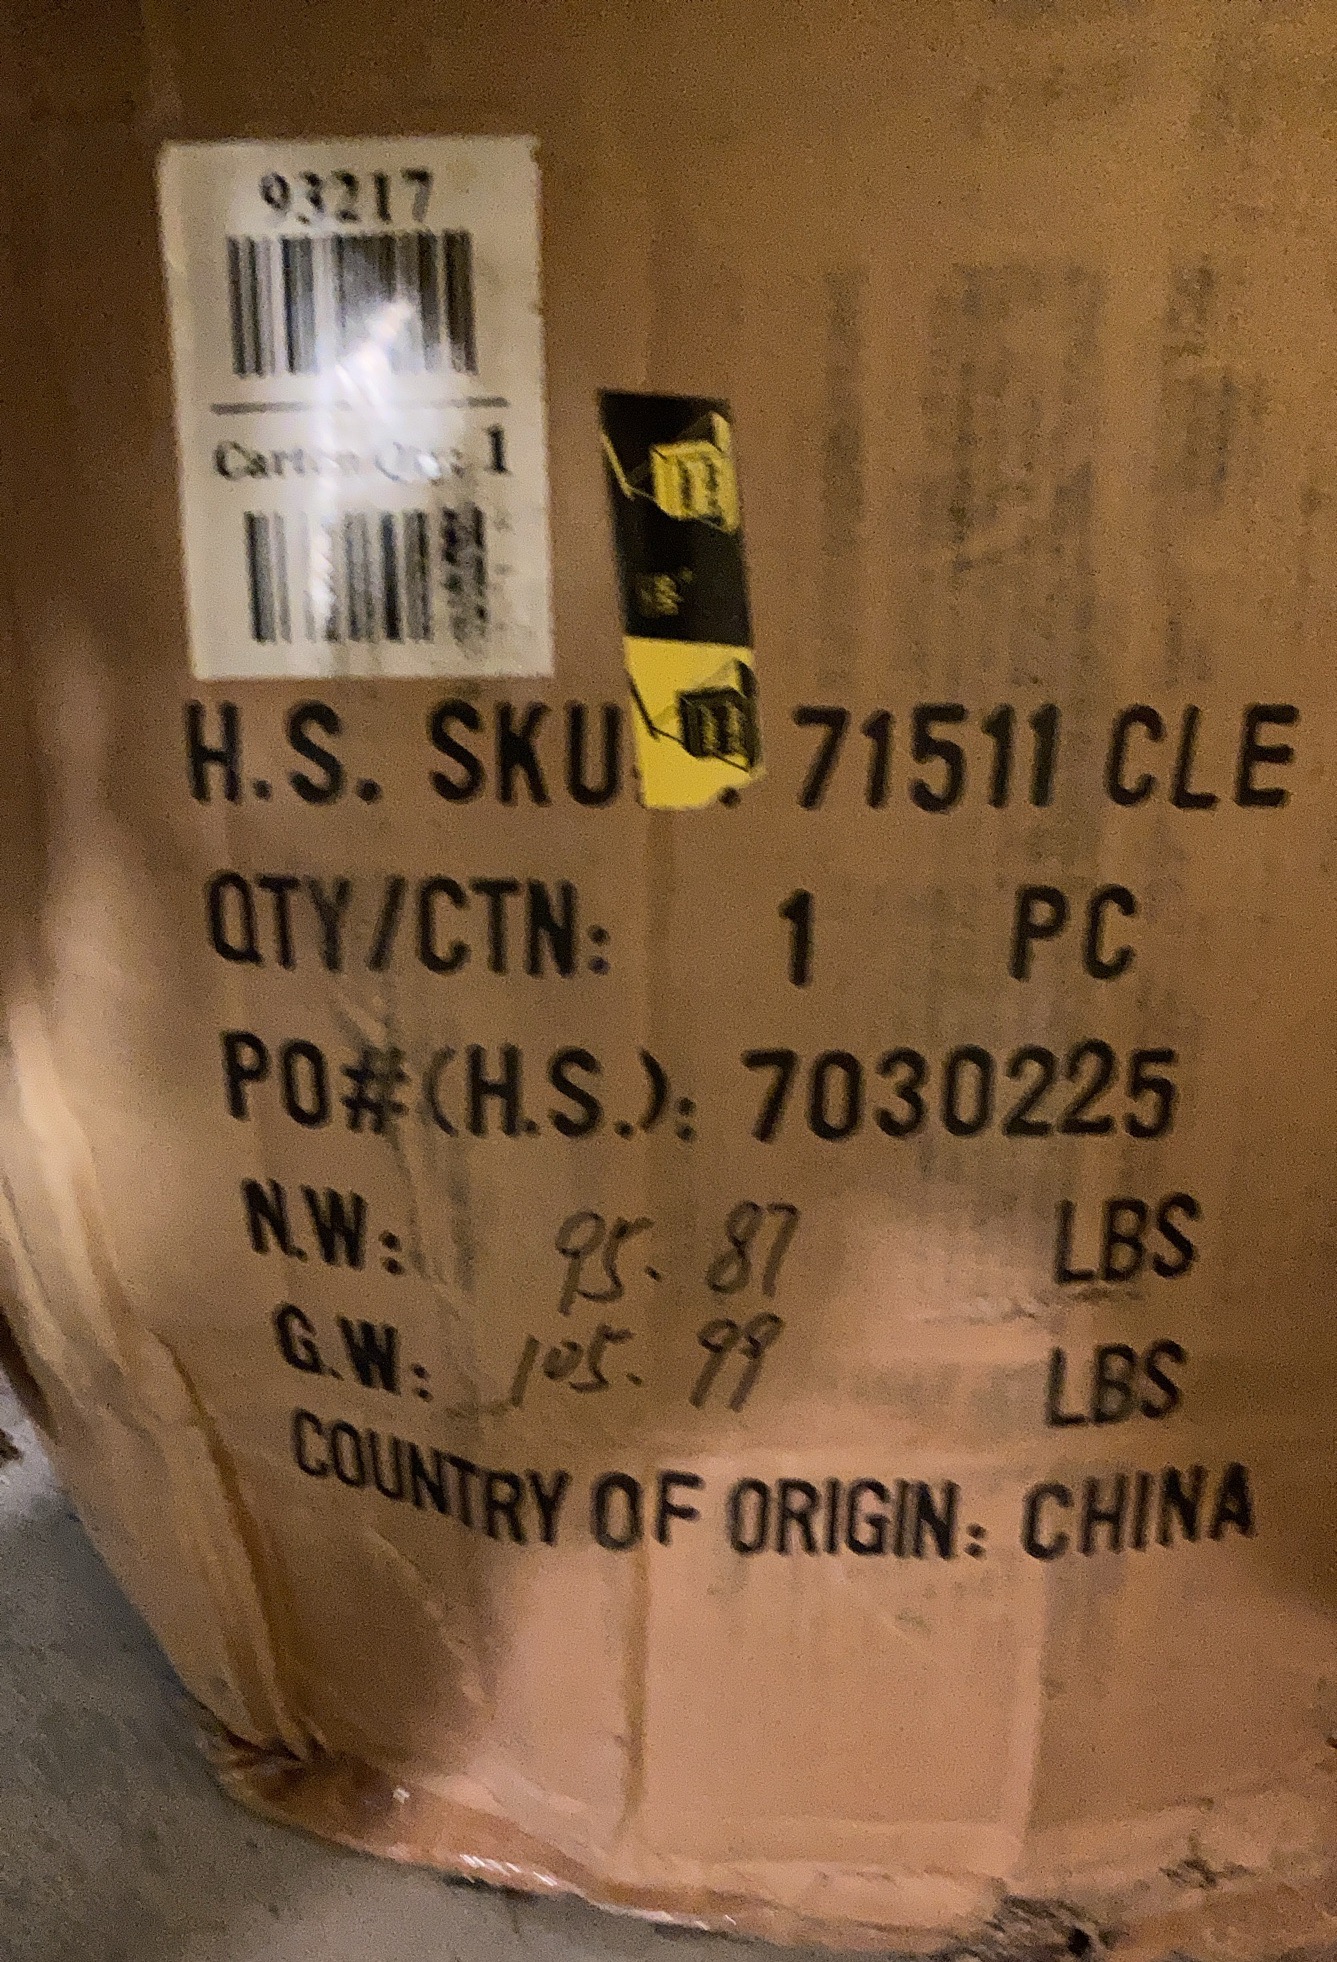 93217
Carton Qty: 1
H.S. SKU : 71511 CLE
QTY/CTN: 1 PC
PO#(H.S.): 7030225
N.W: 95.87 LBS
G.W: 105.99 LBS
COUNTRY OF ORIGIN: CHINA